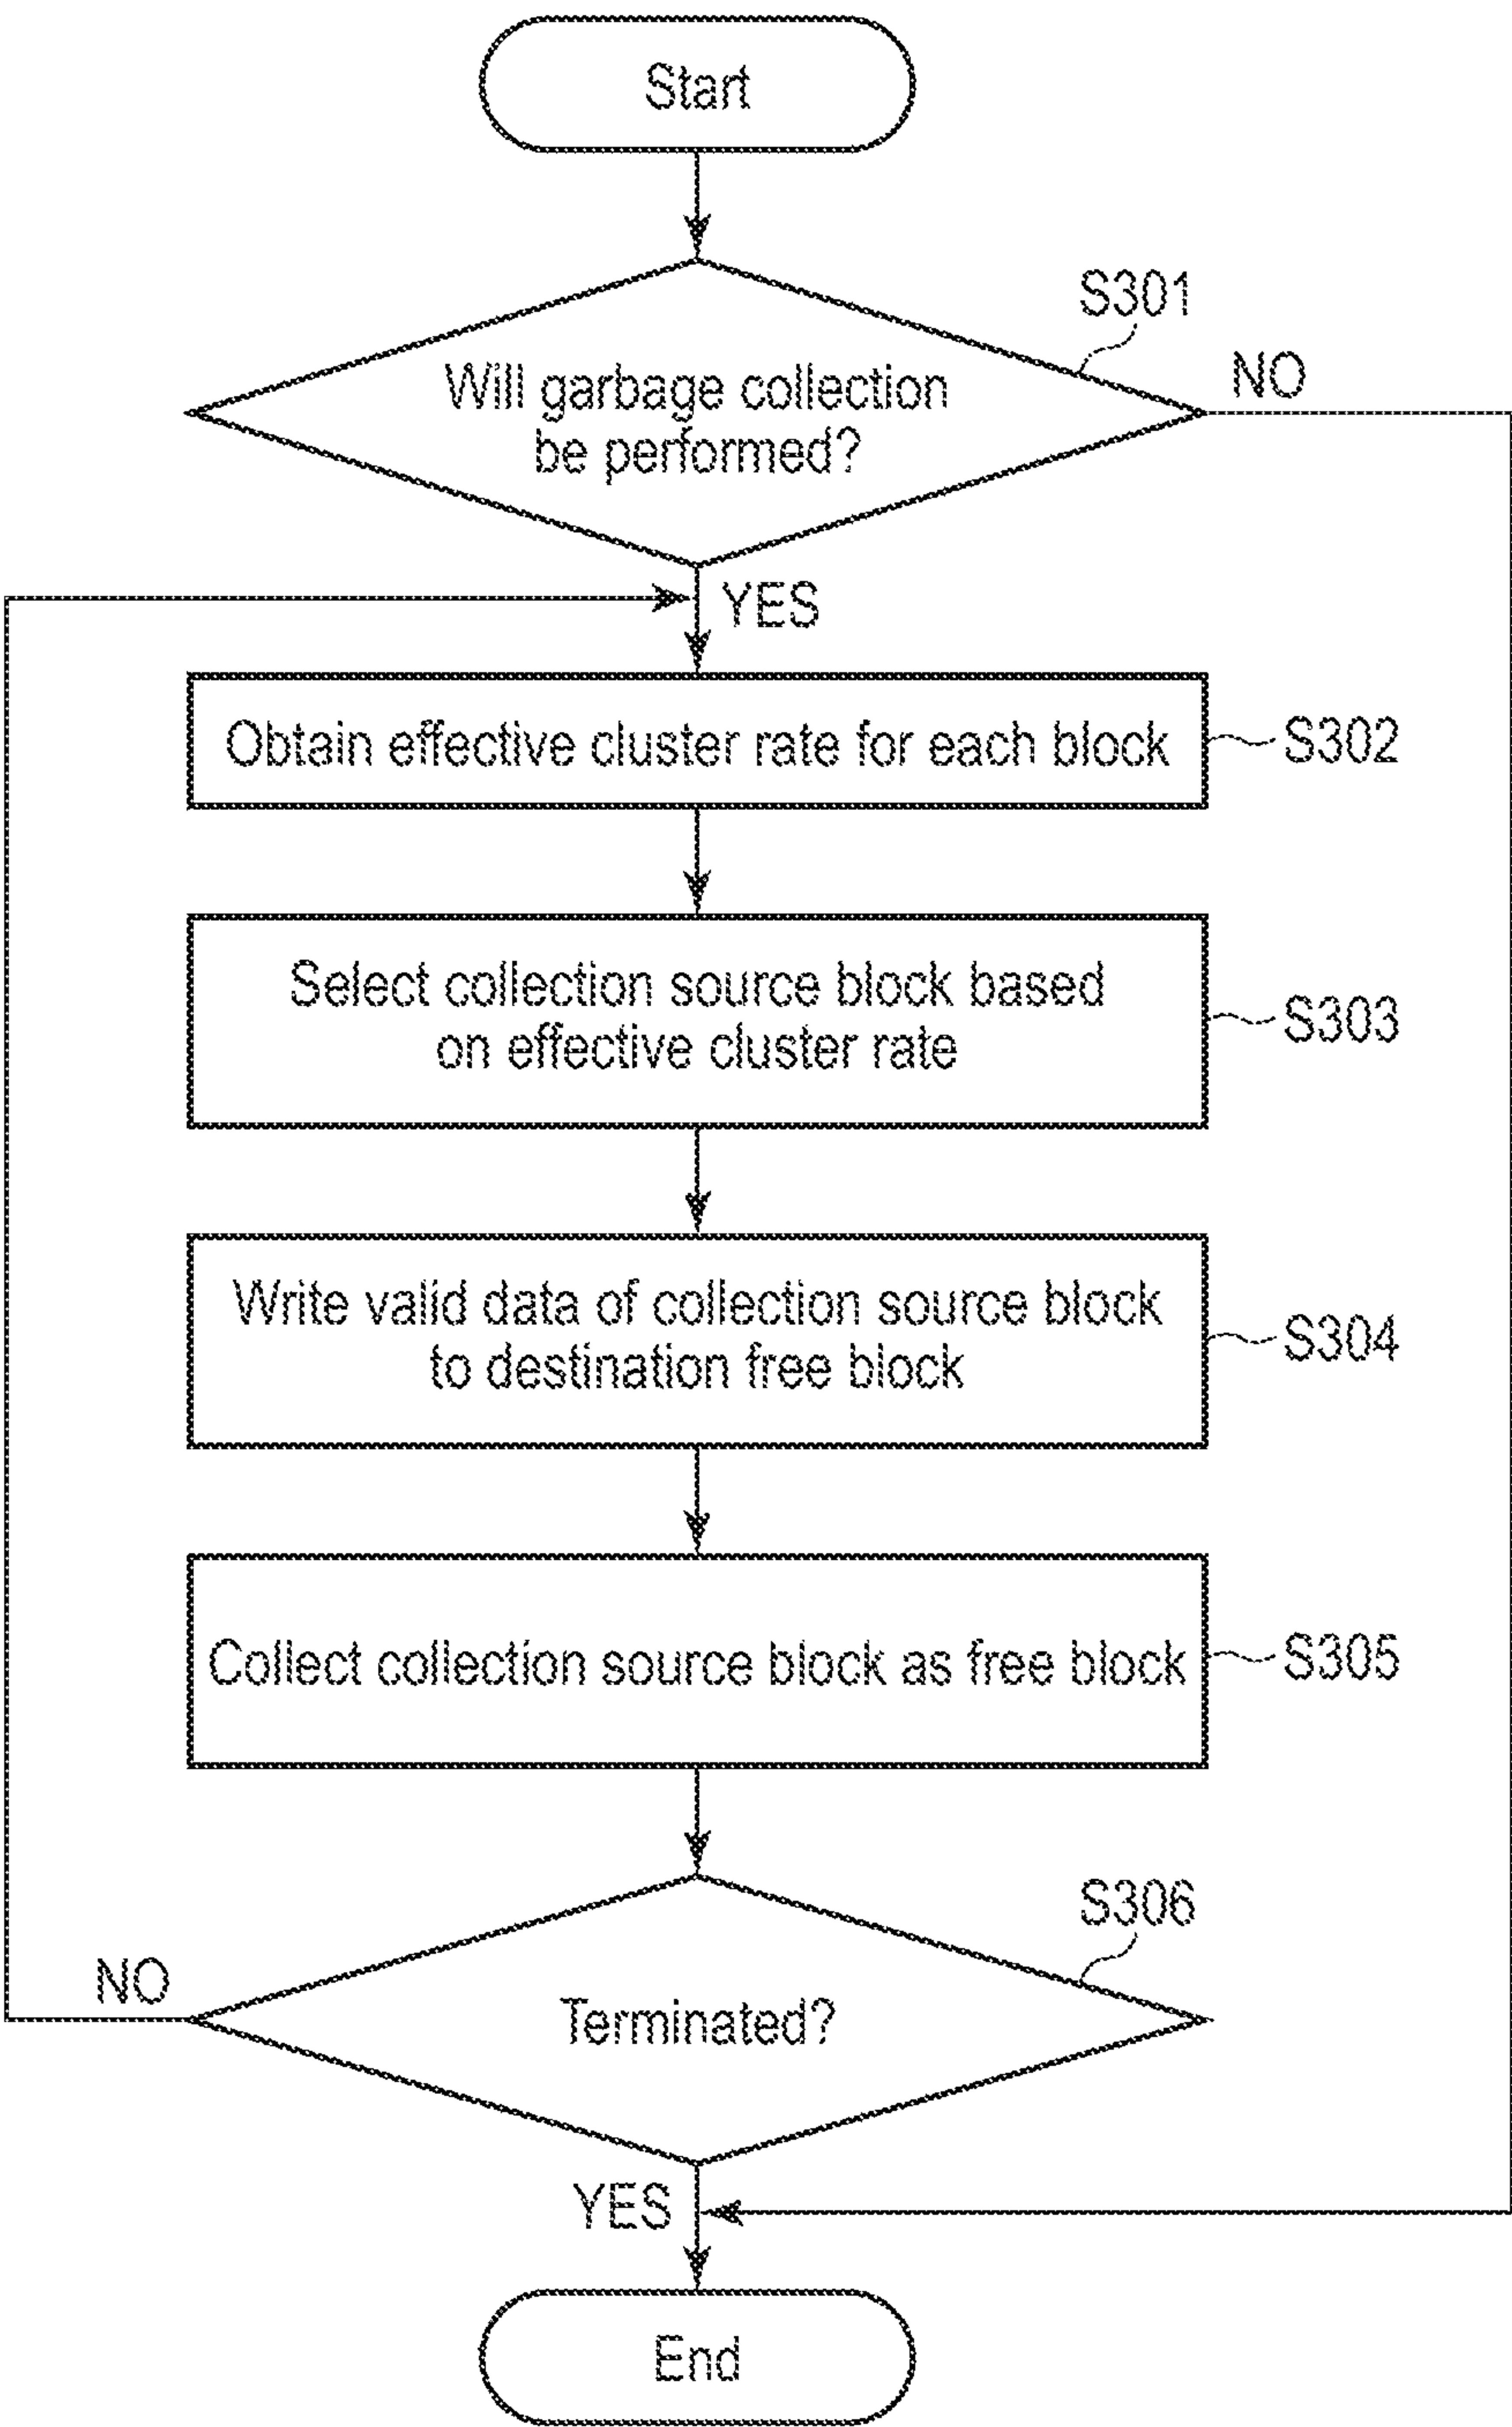 Start
S301
Will garbage collection
be performed?
NO
YES
Obtain effective cluster rate for each block
S302
Select collection source block based
on effective cluster rate
S303
Write valid data of collection source block
to destination free block
S304
Collect collection source block as free block
S305
S306
NO
Terminated?
YES
End